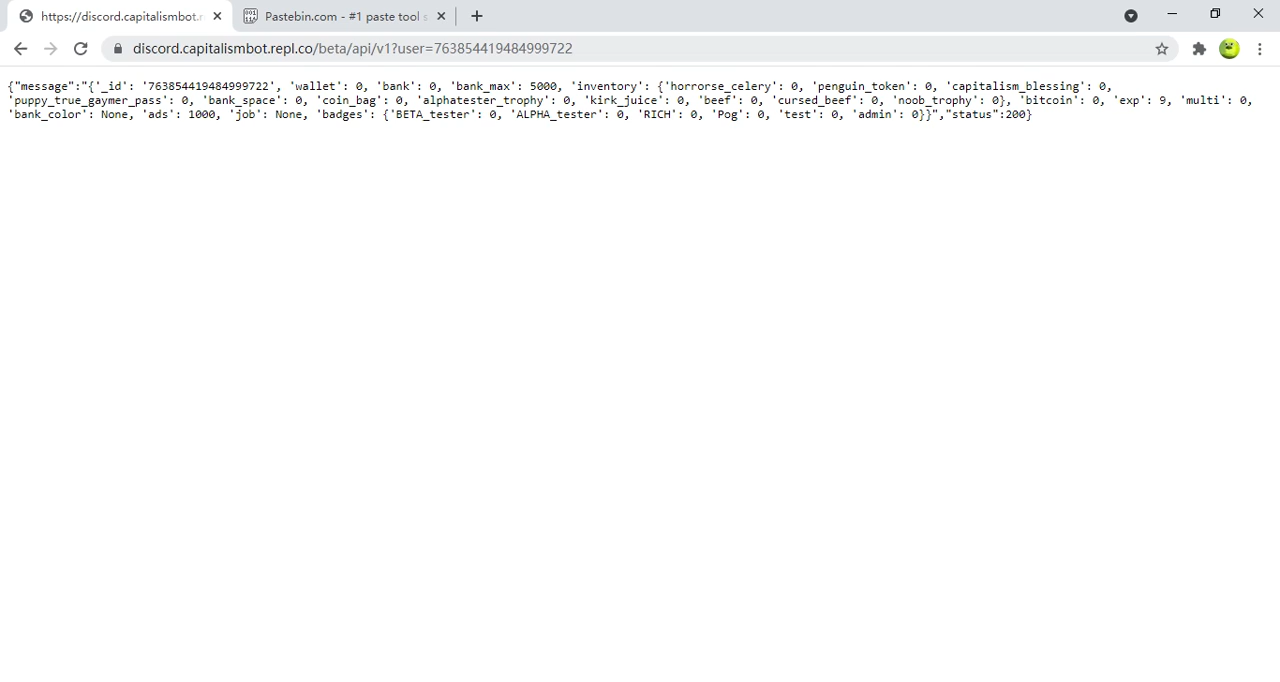 https://discord.capitalismbot.r
Pastebin.com - #1 paste tool s
discord.capitalismbot.repl.co/beta/api/v1?user=763854419484999722
{"message":"{'_id': '763854419484999722', 'wallet': 0, 'bank': 0, 'bank_max': 5000, 'inventory': {'horrorse_celery': 0, 'penguin_token': 0, 'capitalism_blessing': 0,
'puppy_true_gaymer_pass': 0, 'bank_space': 0, 'coin_bag': 0, 'alphatester_trophy': 0, 'kirk_juice': 0, 'beef': 0, 'cursed_beef': 0, 'noob_trophy': 0}, 'bitcoin': 0, 'exp': 9, 'multi': 0,
'bank_color': None, 'ads': 1000, 'job': None, 'badges': {'BETA_tester': 0, 'ALPHA_tester': 0, 'RICH': 0, 'Pog': 0, 'test': 0, 'admin': 0}}","status":200}